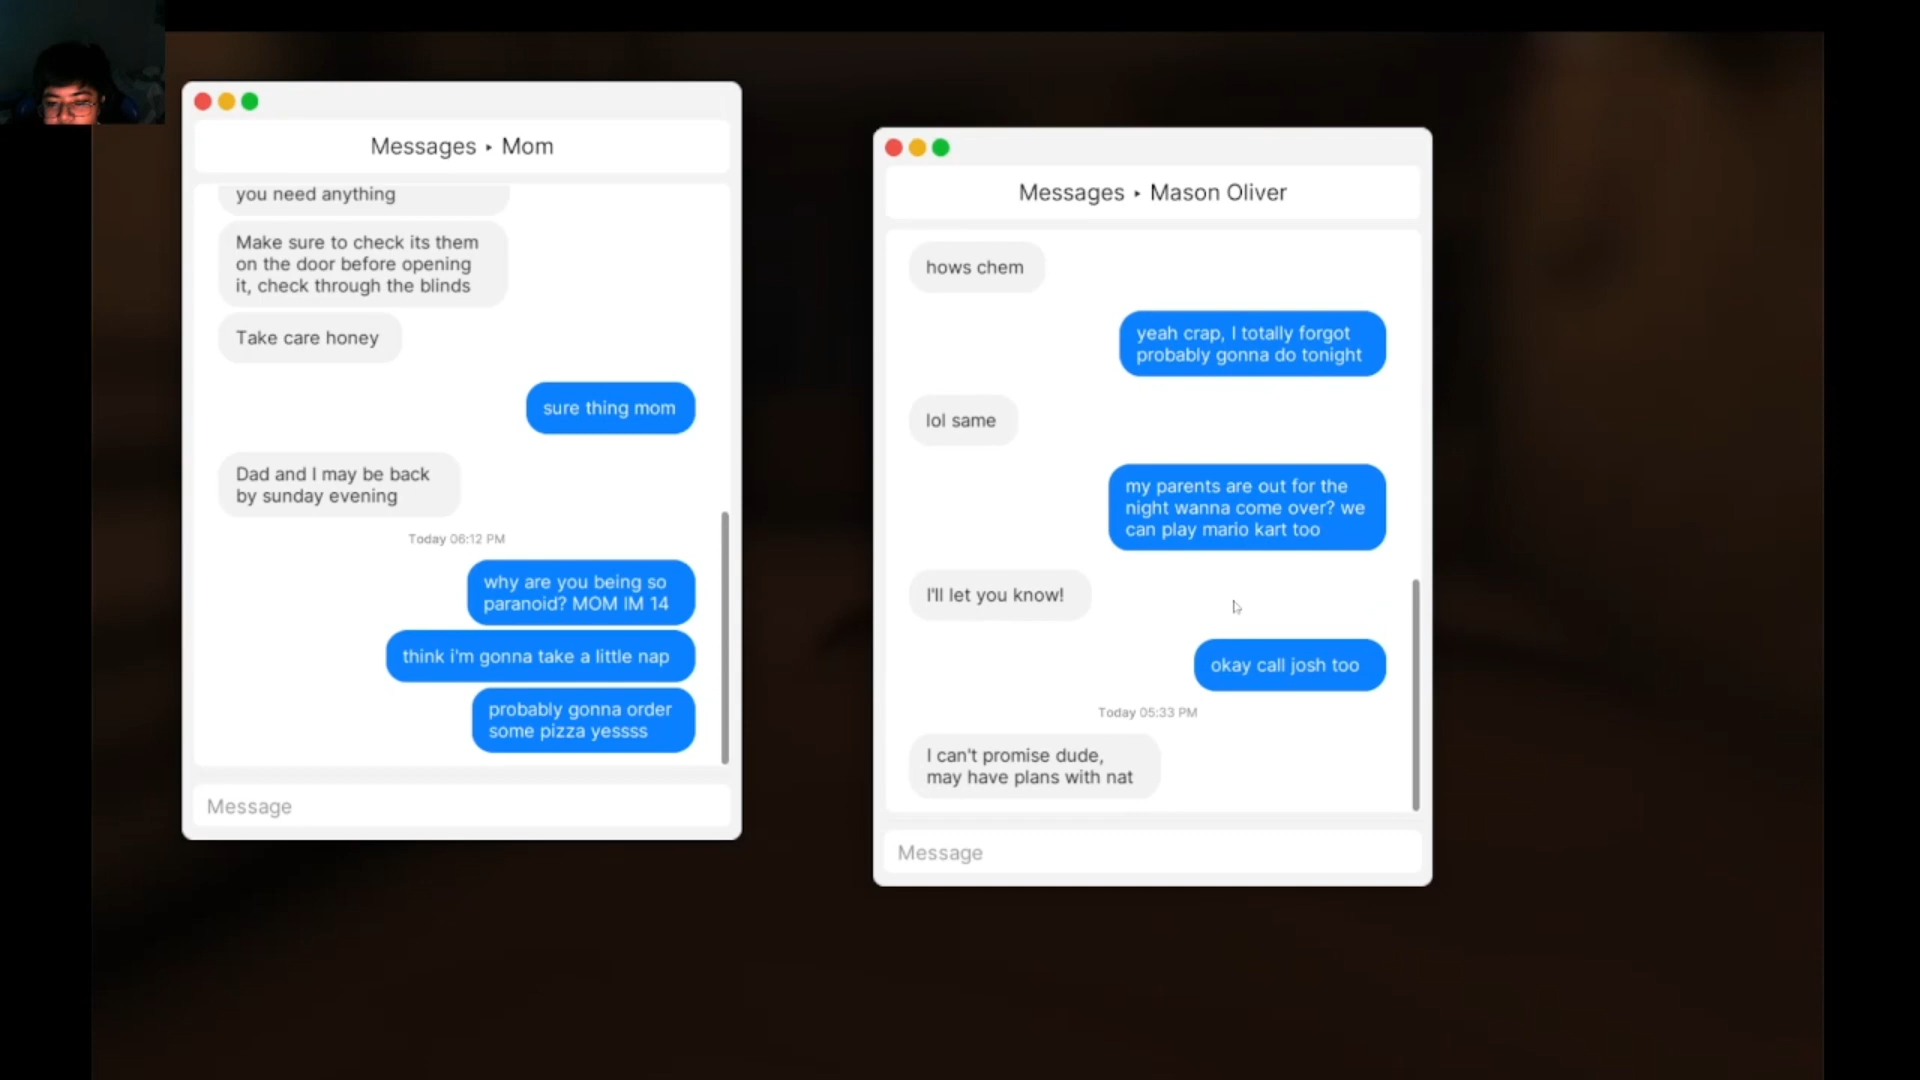 Messages ▸ Mom
you need anything
Make sure to check its them
on the door before opening
it, check through the blinds
Take care honey
sure thing mom
Dad and I may be back
by sunday evening
Today 06:12 PM
why are you being so
paranoid? MOM IM 14
think i'm gonna take a little nap
probably gonna order
some pizza yessss
Message
Messages ▸ Mason Oliver
hows chem
yeah crap, I totally forgot
probably gonna do tonight
lol same
my parents are out for the
night wanna come over? we
can play mario kart too
I'll let you know!
okay call josh too
Today 05:33 PM
I can't promise dude,
may have plans with nat
Message